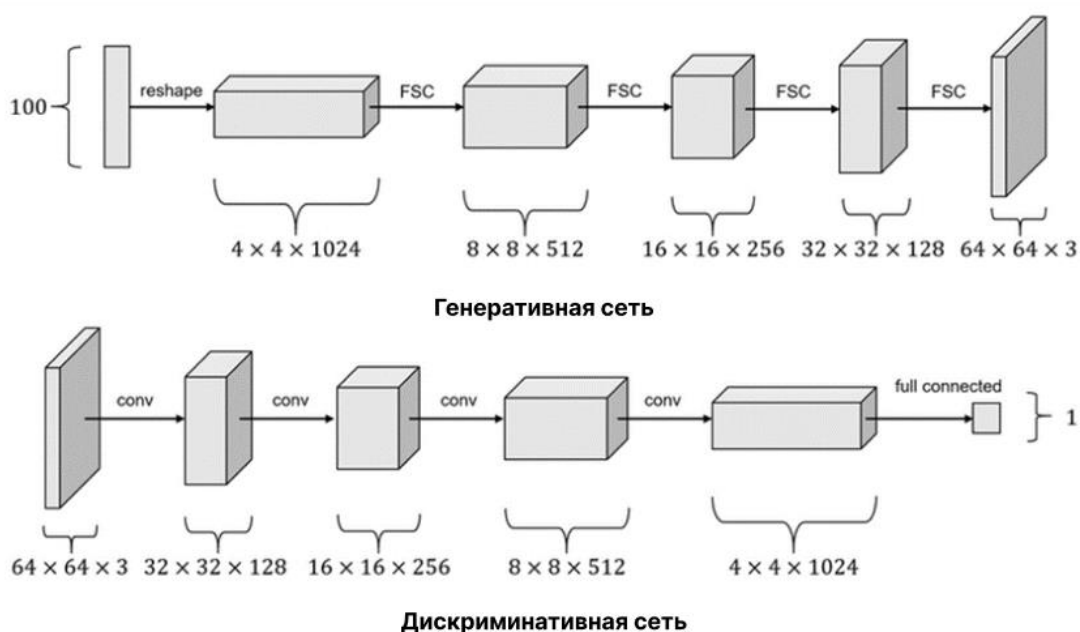 100
reshape
FSC
FSC
FSC
FSC
4 × 4 × 1024
8 × 8 × 512
16 × 16 × 256
32 × 32 × 128
64 × 64 × 3
Генеративная сеть
conv
conv
conv
conv
full connected
1
64 × 64 × 3
32 × 32 × 128
16 × 16 × 256
8 × 8 × 512
4 × 4 × 1024
Дискриминативная сеть